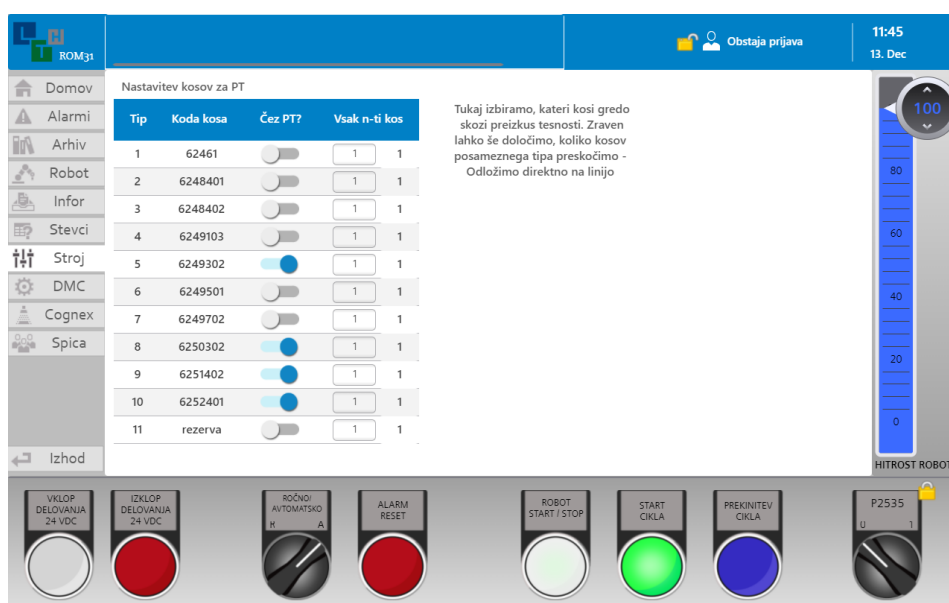 LTH
ROM31
Obstaja prijava
11:45
13. Dec
Domov
Alarmi
Arhiv
Robot
Infor
Stevci
Stroj
DMC
Cognex
Spica
Izhod
Nastavitev kosov za PT
Tip Koda kosa Čez PT? Vsak n-ti kos
1 62461 1 1
2 6248401 1 1
3 6248402 1 1
4 6249103 1 1
5 6249302 1 1
6 6249501 1 1
7 6249702 1 1
8 6250302 1 1
9 6251402 1 1
10 6252401 1 1
11 rezerva 1 1
Tukaj izbiramo, kateri kosi gredo
skozi preizkus tesnosti. Zraven
lahko še določimo, koliko kosov
posameznega tipa preskočimo -
Odložimo direktno na linijo
100
80
60
40
20
0
HITROST ROBOT
VKLOP
DELOVANJA
24 VDC
IZKLOP
DELOVANJA
24 VDC
ROČNO/
AVTOMATSKO
R A
ALARM
RESET
ROBOT
START / STOP
START
CIKLA
PREKINITEV
CIKLA
P2535
U 1